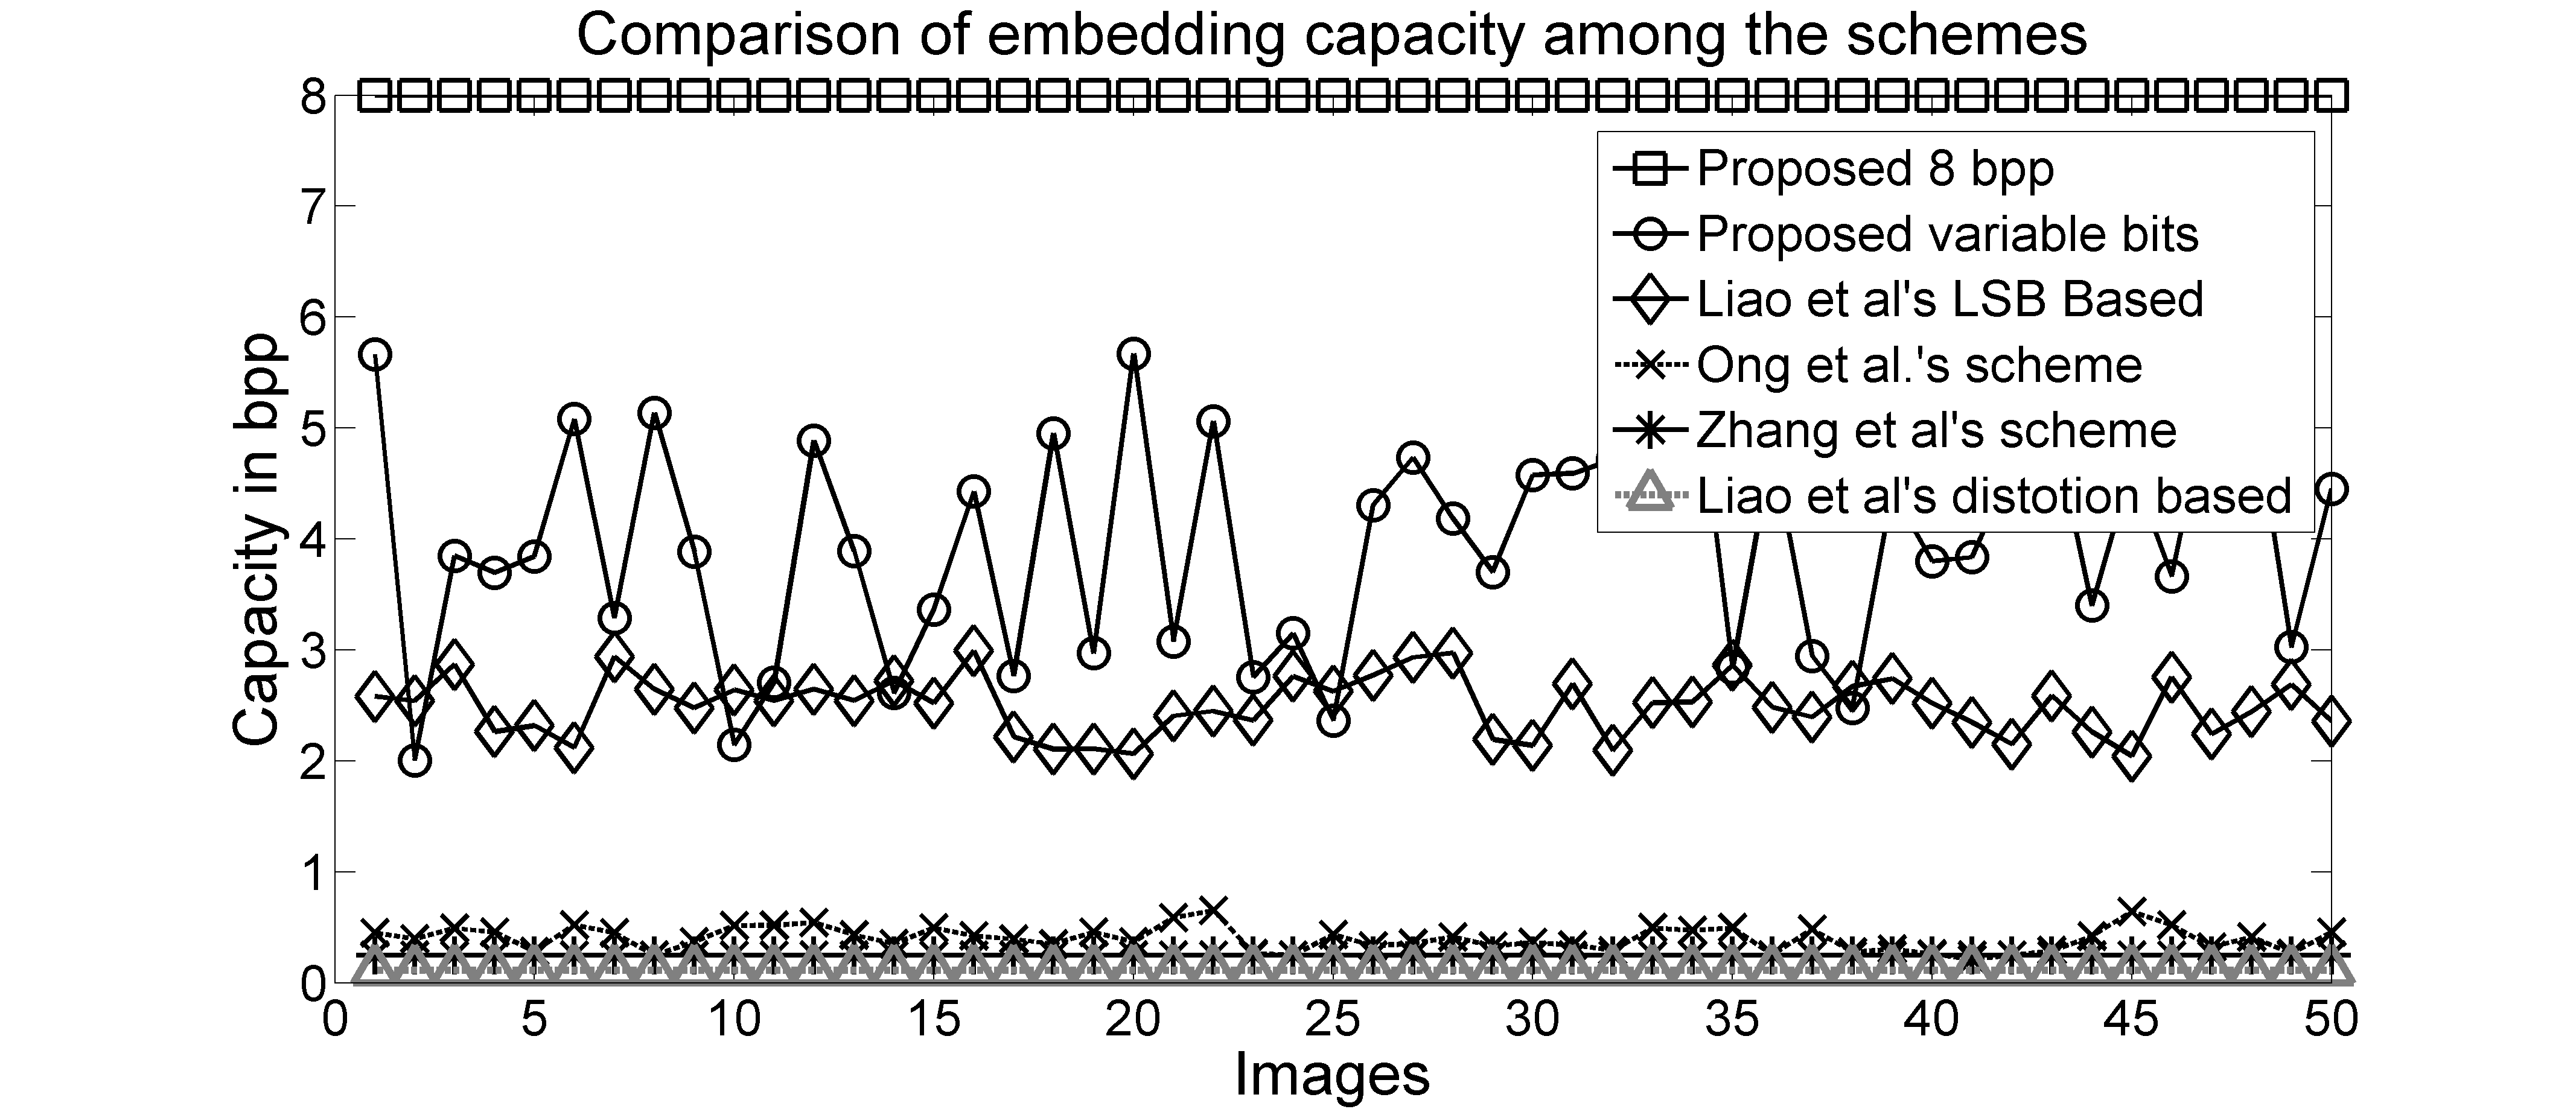 Comparison of embedding capacity among the schemes
Capacity in bpp
8
7
6
5
4
3
2
1
0
Proposed 8 bpp
Proposed variable bits
Liao et al's LSB Based
Ong et al.'s scheme
Zhang et al's scheme
Liao et al's distotion based
0 5 10 15 20 25 30 35 40 45 50
Images